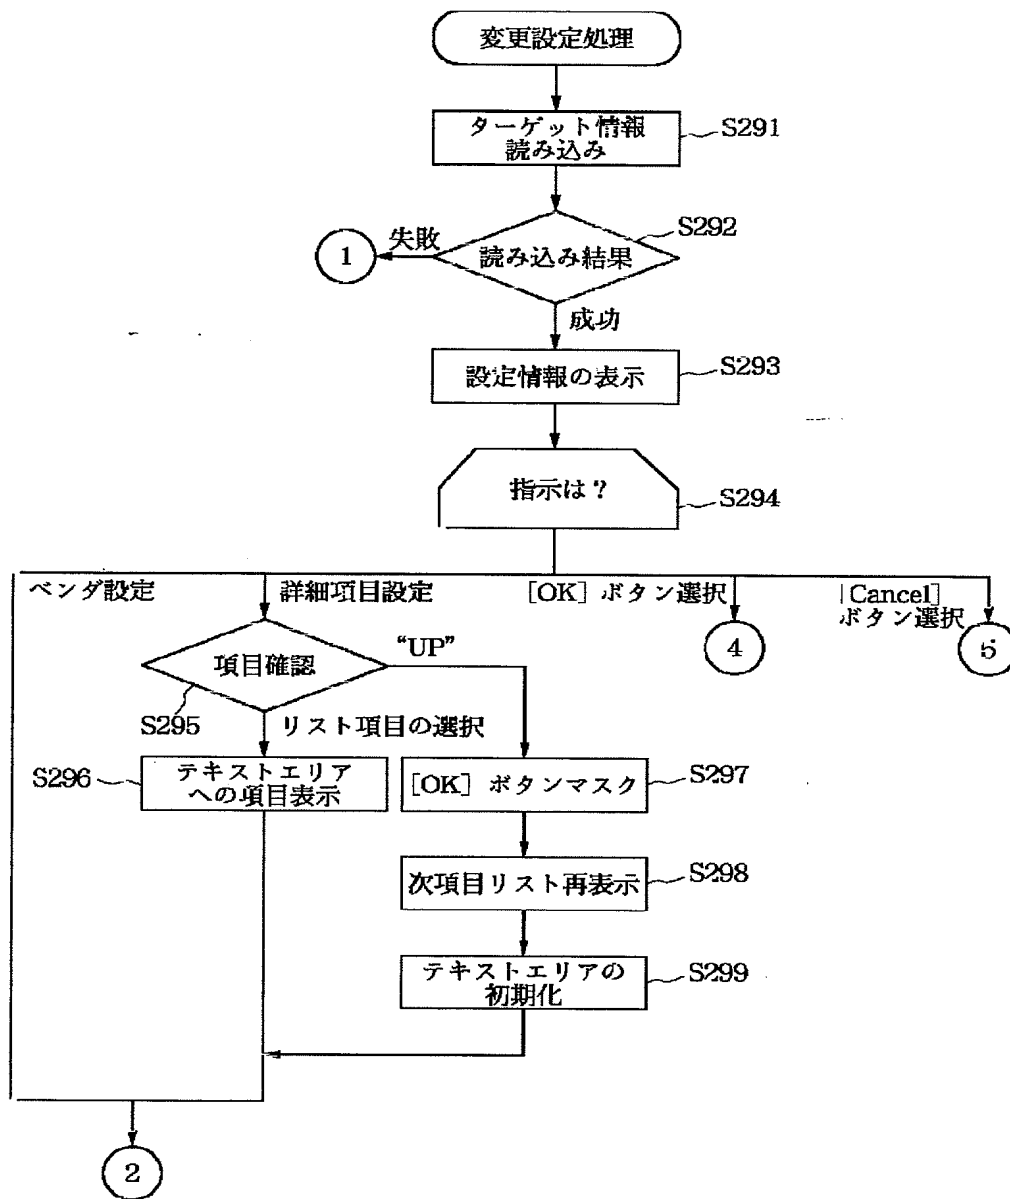 変更設定処理
ターゲット情報
読み込み
S291
S292
読み込み結果
失敗
1
成功
設定情報の表示
S293
指示は？
S294
ベンダ設定
詳細項目設定
[OK] ボタン選択
[Cancel]
ボタン選択
4
5
項目確認
“UP”
S295
リスト項目の選択
S296
テキストエリア
への項目表示
[OK] ボタンマスク
S297
次項目リスト再表示
S298
テキストエリアの
初期化
S299
2